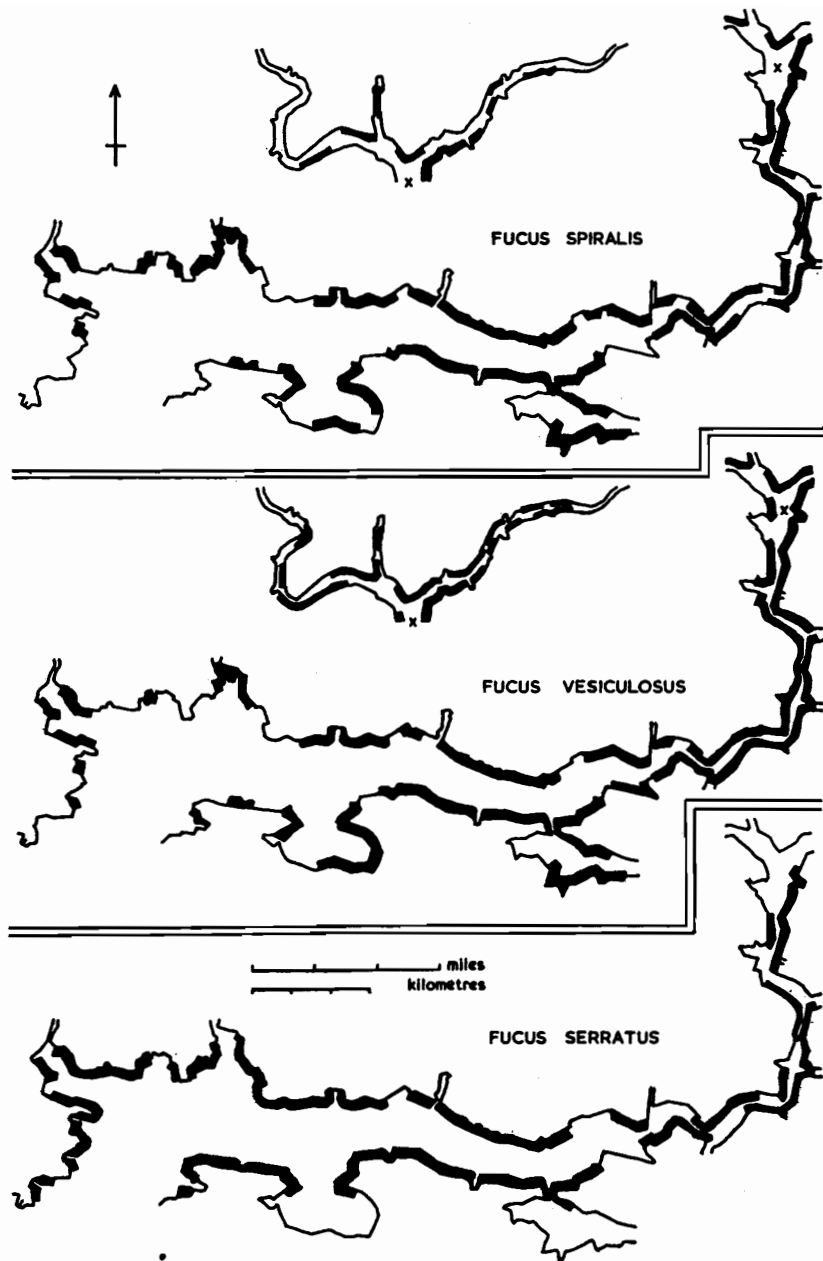 x
x
FUCUS SPIRALIS
x
x
FUCUS VESICULOSUS
miles
kilometres
FUCUS SERRATUS